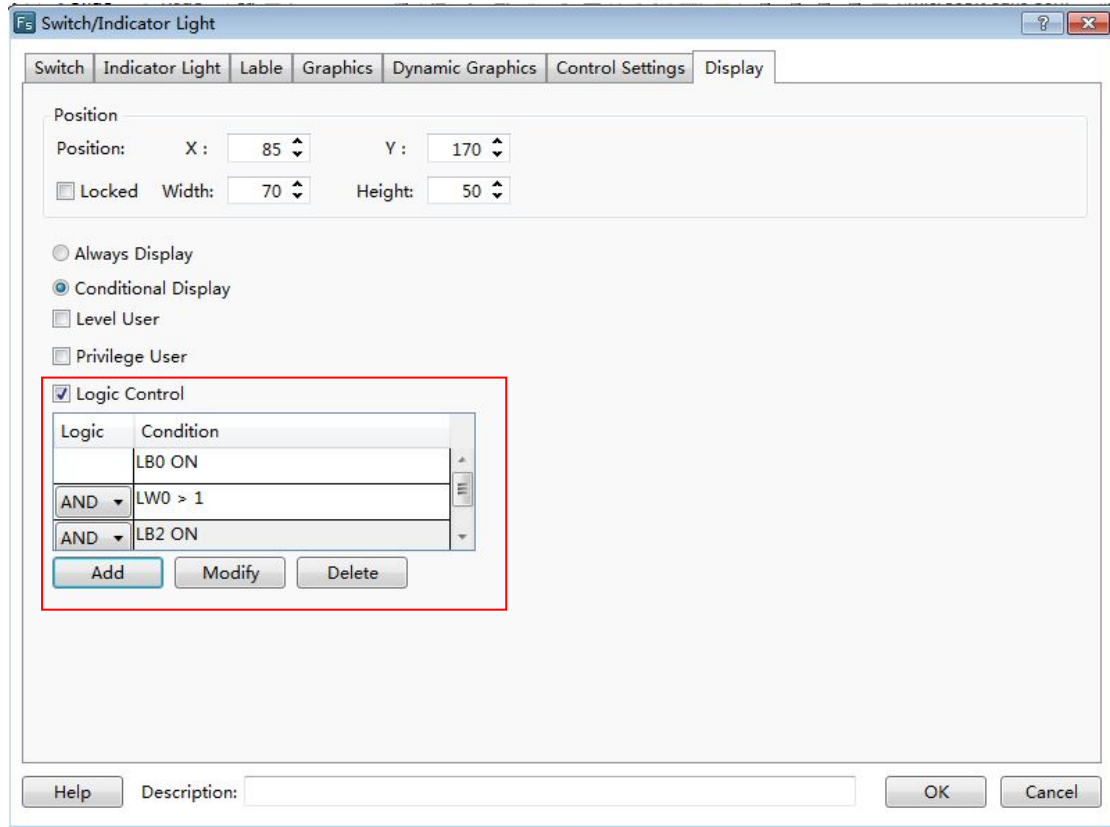 Fs Switch/Indicator Light ?
Switch Indicator Light Lable Graphics Dynamic Graphics Control Settings Display
Position
Position: X : 85 Y : 170
Locked Width: 70 Height: 50
Always Display
Conditional Display
Level User
Privilege User
Logic Control
Logic Condition
LB0 ON
AND LW0 > 1
AND LB2 ON
Add Modify Delete
Help Description: OK Cancel